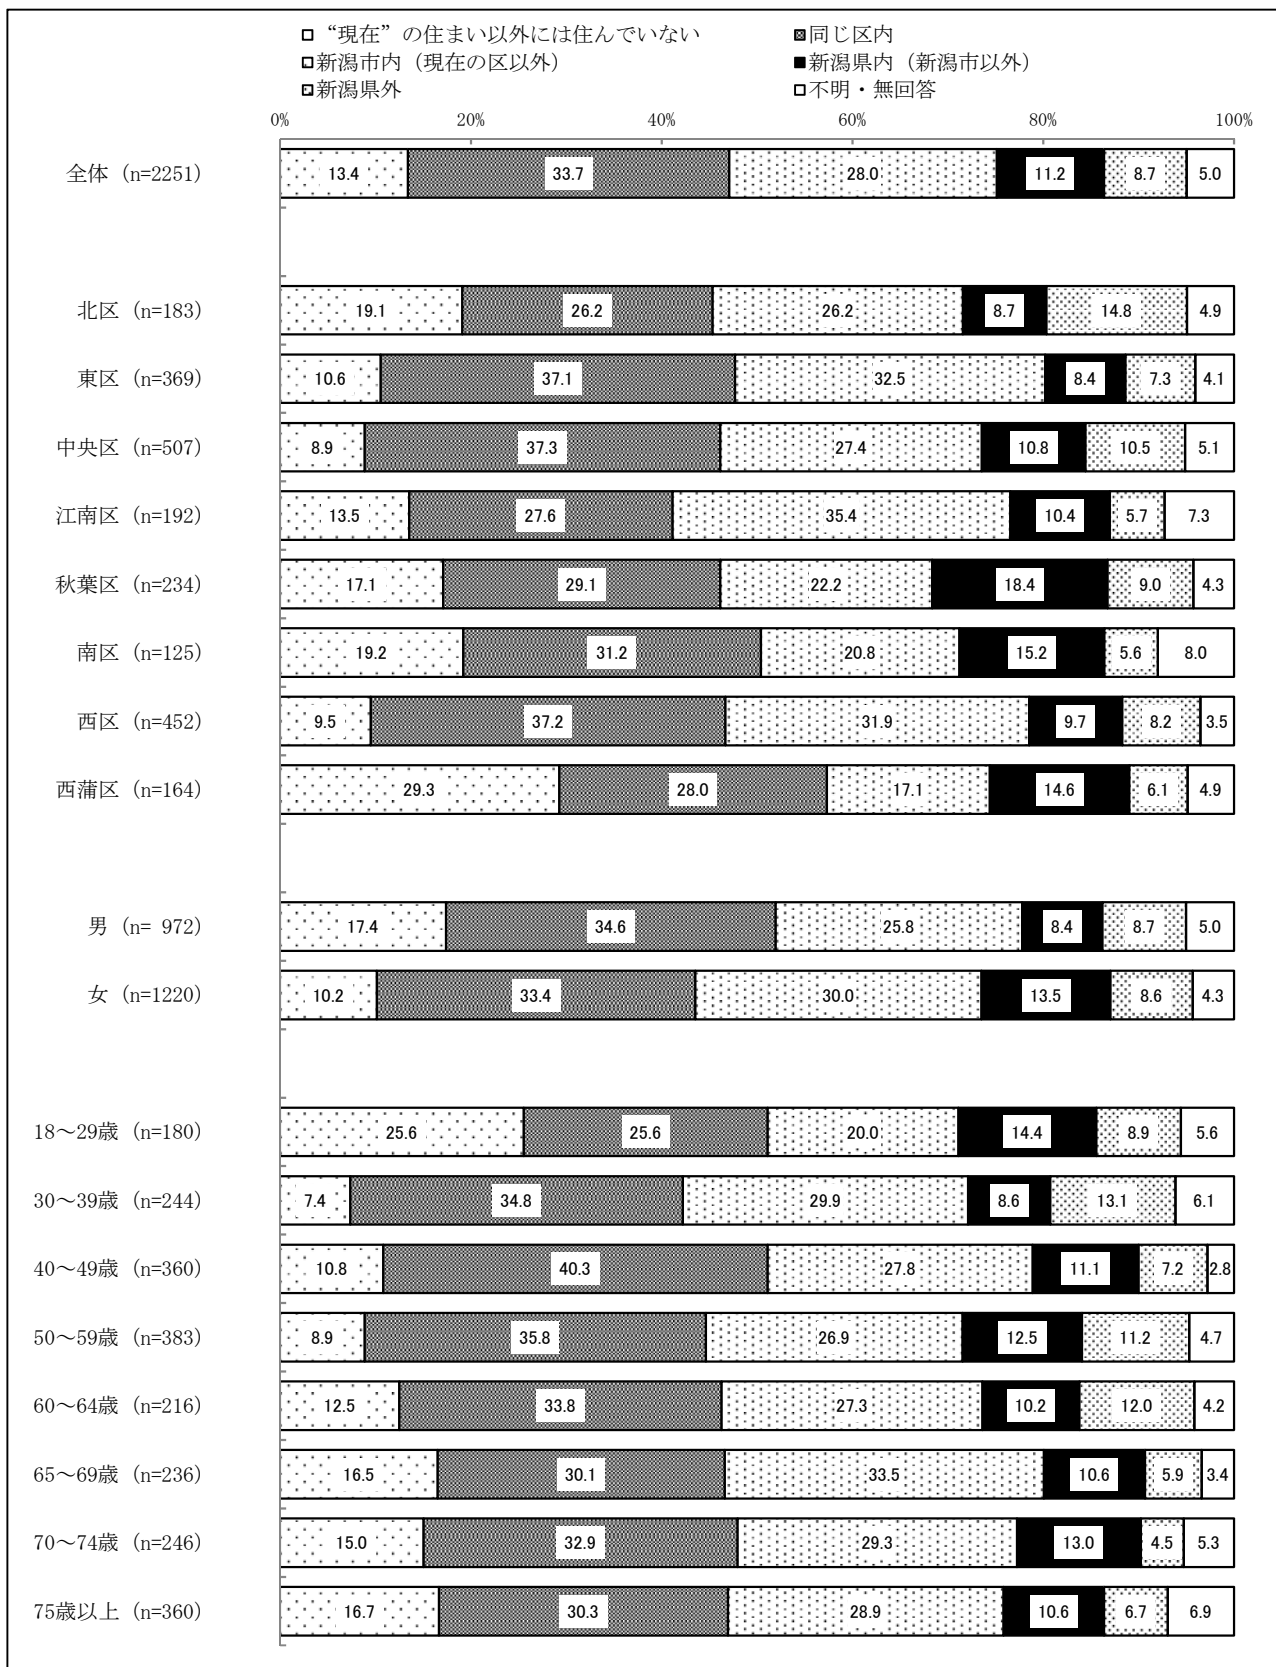 “現在”の住まい以外には住んでいない 同じ区内
新潟市内（現在の区以外） 新潟県内（新潟市以外）
新潟県外 不明・無回答
0% 20% 40% 60% 80% 100%
全体 (n=2251) 13.4 33.7 28.0 11.2 8.7 5.0
北区 (n=183) 19.1 26.2 26.2 8.7 14.8 4.9
東区 (n=369) 10.6 37.1 32.5 8.4 7.3 4.1
中央区 (n=507) 8.9 37.3 27.4 10.8 10.5 5.1
江南区 (n=192) 13.5 27.6 35.4 10.4 5.7 7.3
秋葉区 (n=234) 17.1 29.1 22.2 18.4 9.0 4.3
南区 (n=125) 19.2 31.2 20.8 15.2 5.6 8.0
西区 (n=452) 9.5 37.2 31.9 9.7 8.2 3.5
西蒲区 (n=164) 29.3 28.0 17.1 14.6 6.1 4.9
男 (n= 972) 17.4 34.6 25.8 8.4 8.7 5.0
女 (n=1220) 10.2 33.4 30.0 13.5 8.6 4.3
18～29歳 (n=180) 25.6 25.6 20.0 14.4 8.9 5.6
30～39歳 (n=244) 7.4 34.8 29.9 8.6 13.1 6.1
40～49歳 (n=360) 10.8 40.3 27.8 11.1 7.2 2.8
50～59歳 (n=383) 8.9 35.8 26.9 12.5 11.2 4.7
60～64歳 (n=216) 12.5 33.8 27.3 10.2 12.0 4.2
65～69歳 (n=236) 16.5 30.1 33.5 10.6 5.9 3.4
70～74歳 (n=246) 15.0 32.9 29.3 13.0 4.5 5.3
75歳以上 (n=360) 16.7 30.3 28.9 10.6 6.7 6.9